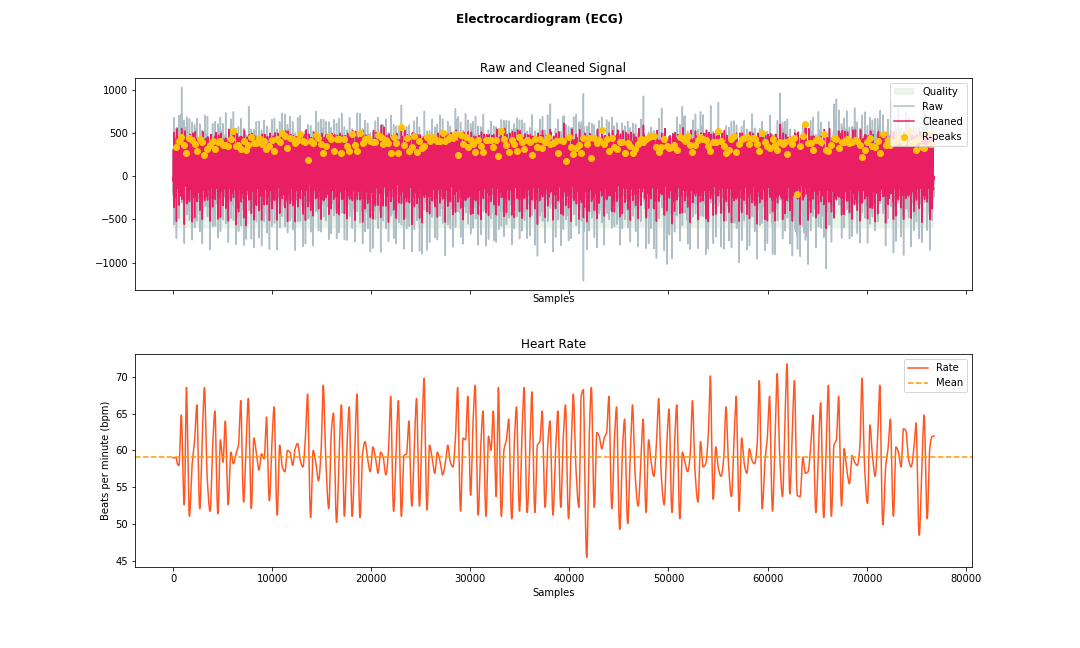 Electrocardiogram (ECG)
Raw and Cleaned Signal
1000
500
0
−500
−1000
Quality
Raw
Cleaned
R-peaks
Samples
Heart Rate
Beats per minute (bpm)
70
65
60
55
50
45
Rate
Mean
0 10000 20000 30000 40000 50000 60000 70000 80000
Samples